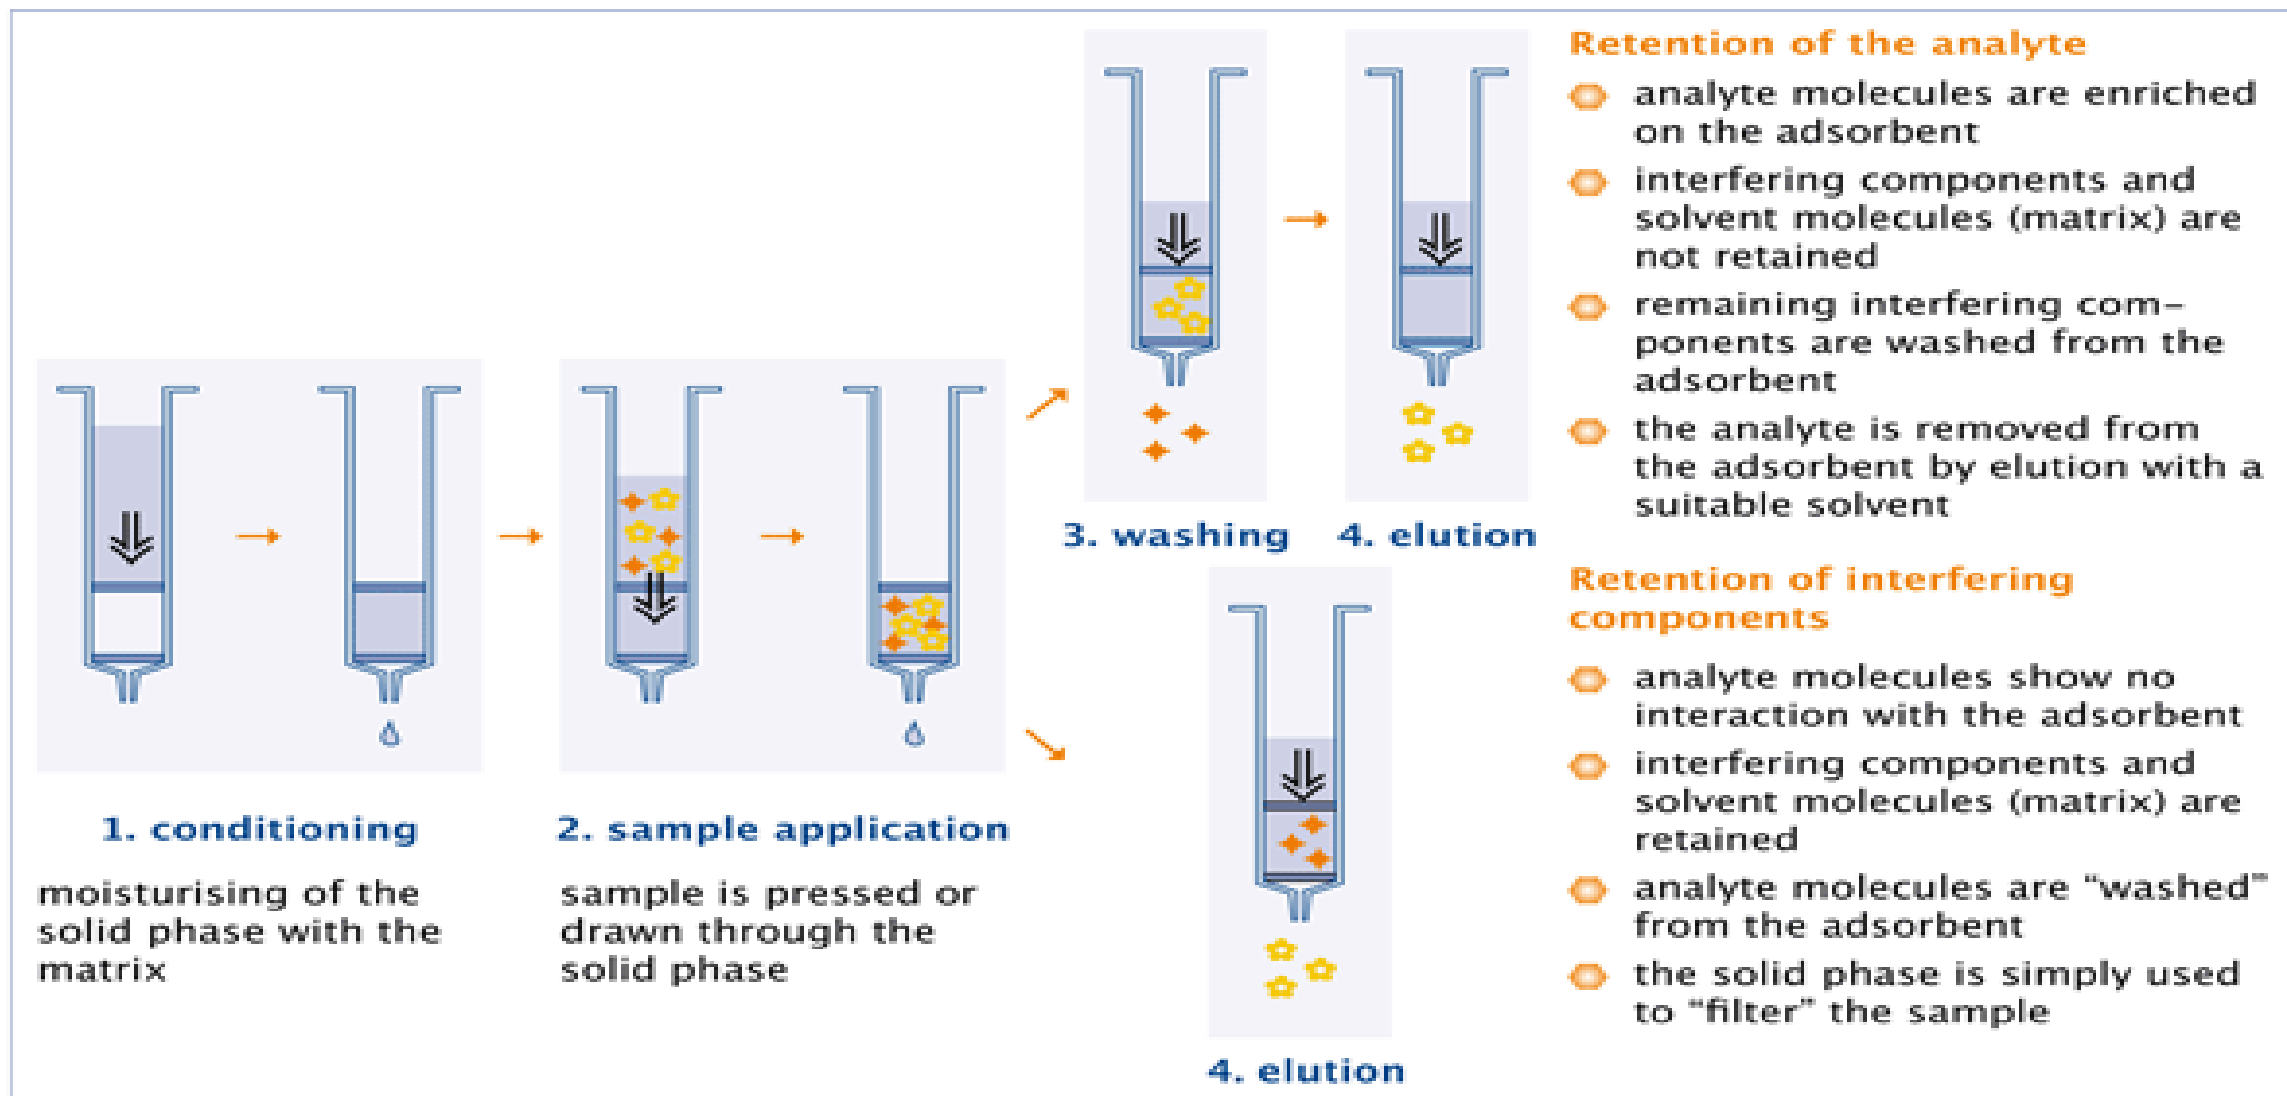 1. conditioning
moisturising of the
solid phase with the
matrix
2. sample application
sample is pressed or
drawn through the
solid phase
3. washing
4. elution
Retention of the analyte
analyte molecules are enriched
on the adsorbent
interfering components and
solvent molecules (matrix) are
not retained
remaining interfering com–
ponents are washed from the
adsorbent
the analyte is removed from
the adsorbent by elution with a
suitable solvent
4. elution
Retention of interfering
components
analyte molecules show no
interaction with the adsorbent
interfering components and
solvent molecules (matrix) are
retained
analyte molecules are “washed”
from the adsorbent
the solid phase is simply used
to “filter” the sample